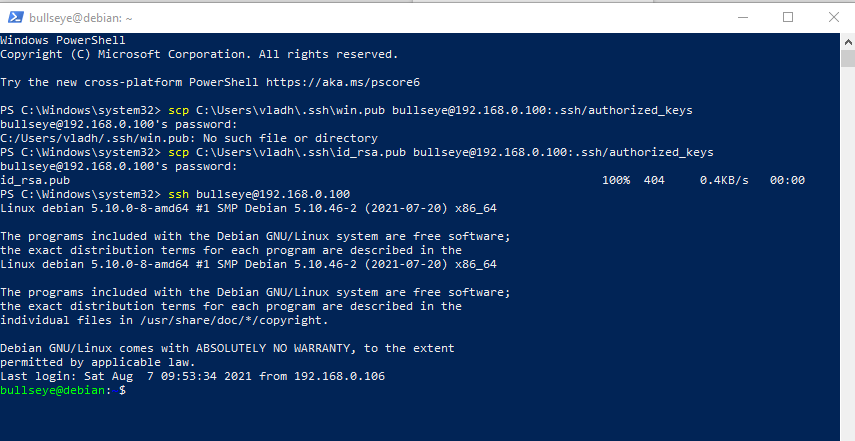 bullseye@debian: ~
Windows PowerShell
Copyright (C) Microsoft Corporation. All rights reserved.
Try the new cross-platform PowerShell https://aka.ms/pscore6
PS C:\Windows\system32> scp C:\Users\vladh\.ssh\win.pub bullseye@192.168.0.100:.ssh/authorized_keys
bullseye@192.168.0.100's password:
C:/Users/vladh/.ssh/win.pub: No such file or directory
PS C:\Windows\system32> scp C:\Users\vladh\.ssh\id_rsa.pub bullseye@192.168.0.100:.ssh/authorized_keys
bullseye@192.168.0.100's password:
id_rsa.pub 100% 404 0.4KB/s 00:00
PS C:\Windows\system32> ssh bullseye@192.168.0.100
Linux debian 5.10.0-8-amd64 #1 SMP Debian 5.10.46-2 (2021-07-20) x86_64
The programs included with the Debian GNU/Linux system are free software;
the exact distribution terms for each program are described in the
Linux debian 5.10.0-8-amd64 #1 SMP Debian 5.10.46-2 (2021-07-20) x86_64
The programs included with the Debian GNU/Linux system are free software;
the exact distribution terms for each program are described in the
individual files in /usr/share/doc/*/copyright.
Debian GNU/Linux comes with ABSOLUTELY NO WARRANTY, to the extent
permitted by applicable law.
Last login: Sat Aug  7 09:53:34 2021 from 192.168.0.106
bullseye@debian: $